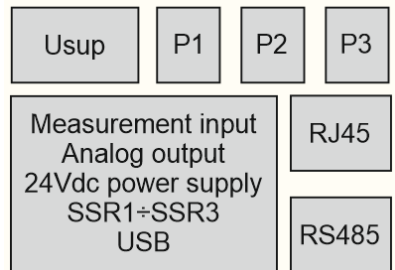 Usup P1 P2 P3
Measurement input
Analog output
24Vdc power supply
SSR1÷SSR3
USB
RJ45
RS485